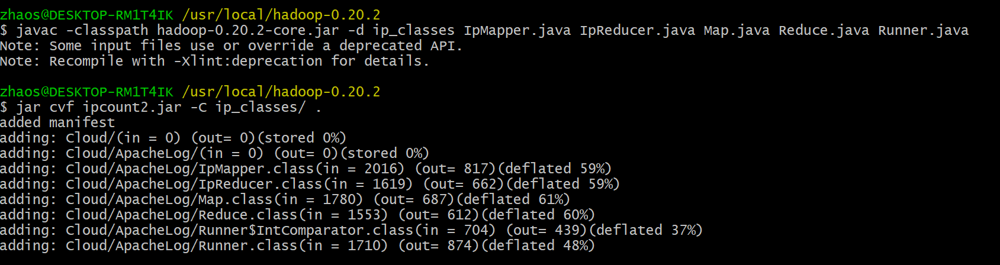 zhaos@DESKTOP-RM1T4IK /usr/local/hadoop-0.20.2
$ javac -classpath hadoop-0.20.2-core.jar -d ip_classes IpMapper.java IpReducer.java Map.java Reduce.java Runner.java
Note: Some input files use or override a deprecated API.
Note: Recompile with -Xlint:deprecation for details.
zhaos@DESKTOP-RM1T4IK /usr/local/hadoop-0.20.2
$ jar cvf ipcount2.jar -C ip_classes/ .
added manifest
adding: Cloud/(in = 0) (out= 0)(stored 0%)
adding: Cloud/ApacheLog/(in = 0) (out= 0)(stored 0%)
adding: Cloud/ApacheLog/IpMapper.class(in = 2016) (out= 817)(deflated 59%)
adding: Cloud/ApacheLog/IpReducer.class(in = 1619) (out= 662)(deflated 59%)
adding: Cloud/ApacheLog/Map.class(in = 1780) (out= 687)(deflated 61%)
adding: Cloud/ApacheLog/Reduce.class(in = 1553) (out= 612)(deflated 60%)
adding: Cloud/ApacheLog/Runner$IntComparator.class(in = 704) (out= 439)(deflated 37%)
adding: Cloud/ApacheLog/Runner.class(in = 1710) (out= 874)(deflated 48%)